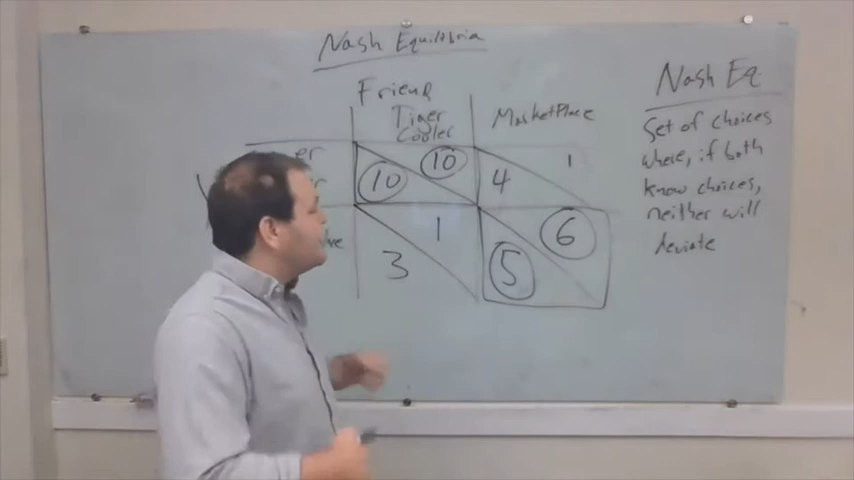 Nash Equilibria
Friend
Tiger
Cooler
MarketPlace
10
10
4
1
3
1
5
6
Nash Eq.
Set of choices
where, if both
know choices,
neither will
deviate